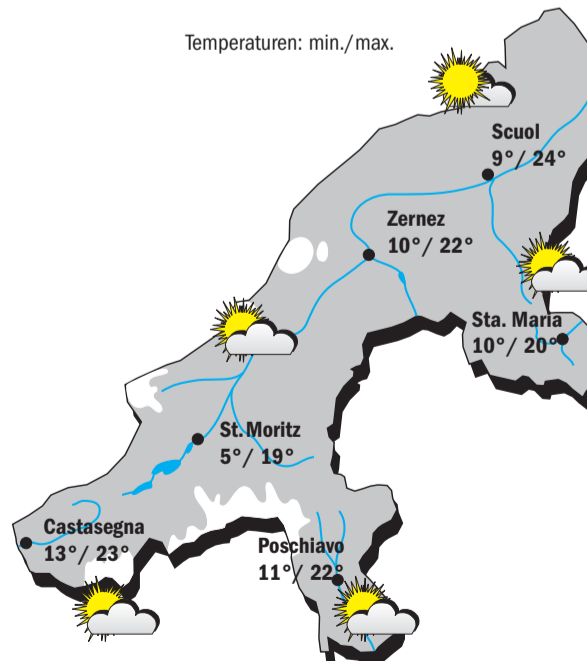 Temperaturen: min./max.
Scuol
9°/ 24°
Zernez
10°/ 22°
Sta. Maria
10°/ 20°
St. Moritz
5°/ 19°
Castasegna
13°/ 23°
Poschiavo
11°/ 22°